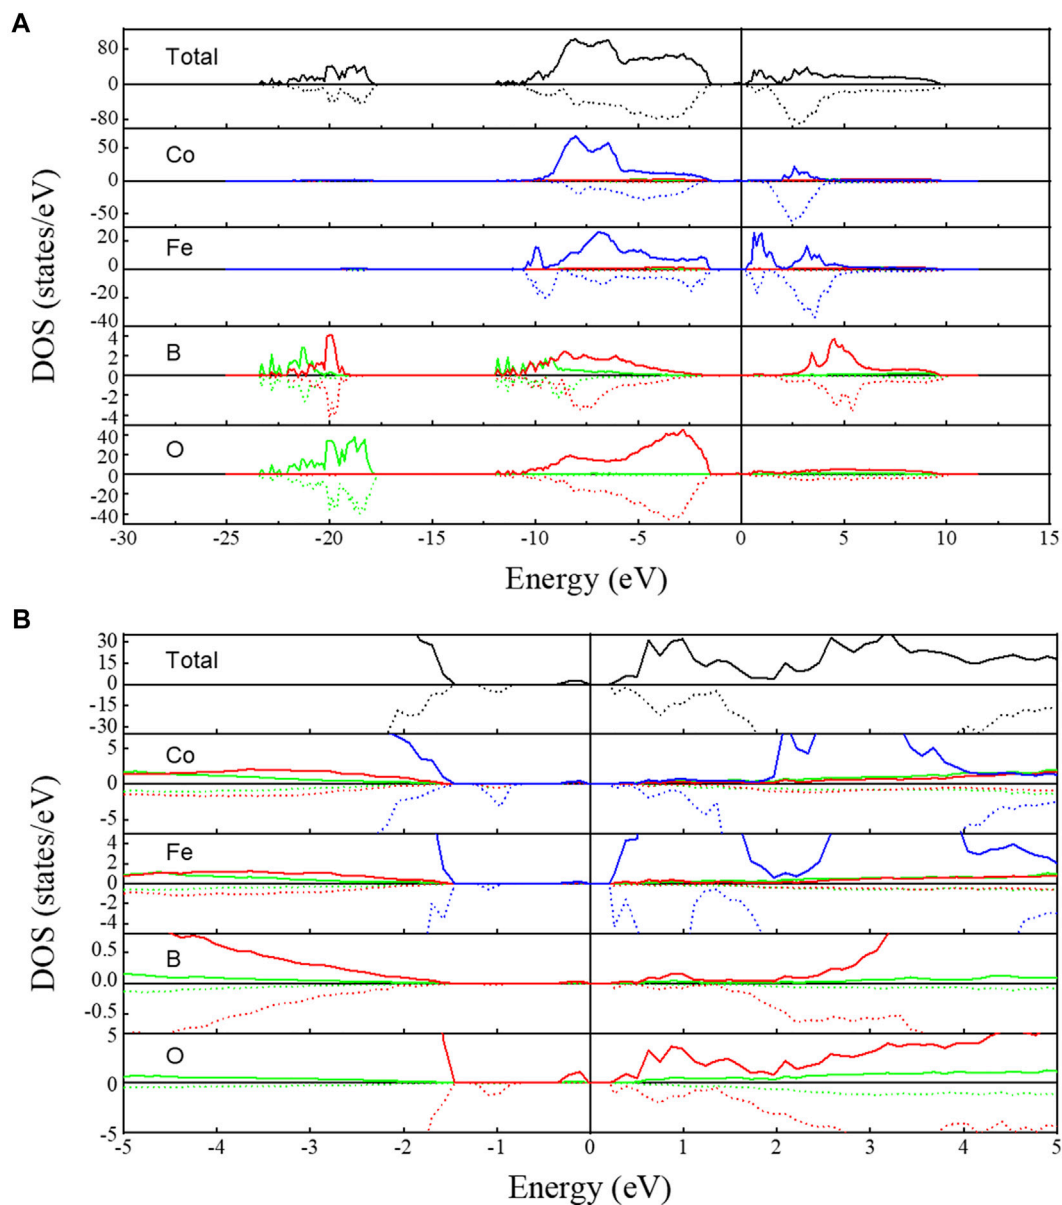 A
Total
80
0
-80
Co
50
0
-50
Fe
20
0
-20
-40
B
4
2
0
-2
-4
O
40
20
0
-20
-40
DOS (states/eV)
-30 -25 -20 -15 -10 -5 0 5 10 15
Energy (eV)
B
Total
30
15
0
-15
-30
Co
5
0
-5
Fe
4
2
0
-2
-4
B
0.5
0.0
-0.5
O
5
0
-5
DOS (states/eV)
-5 -4 -3 -2 -1 0 1 2 3 4 5
Energy (eV)